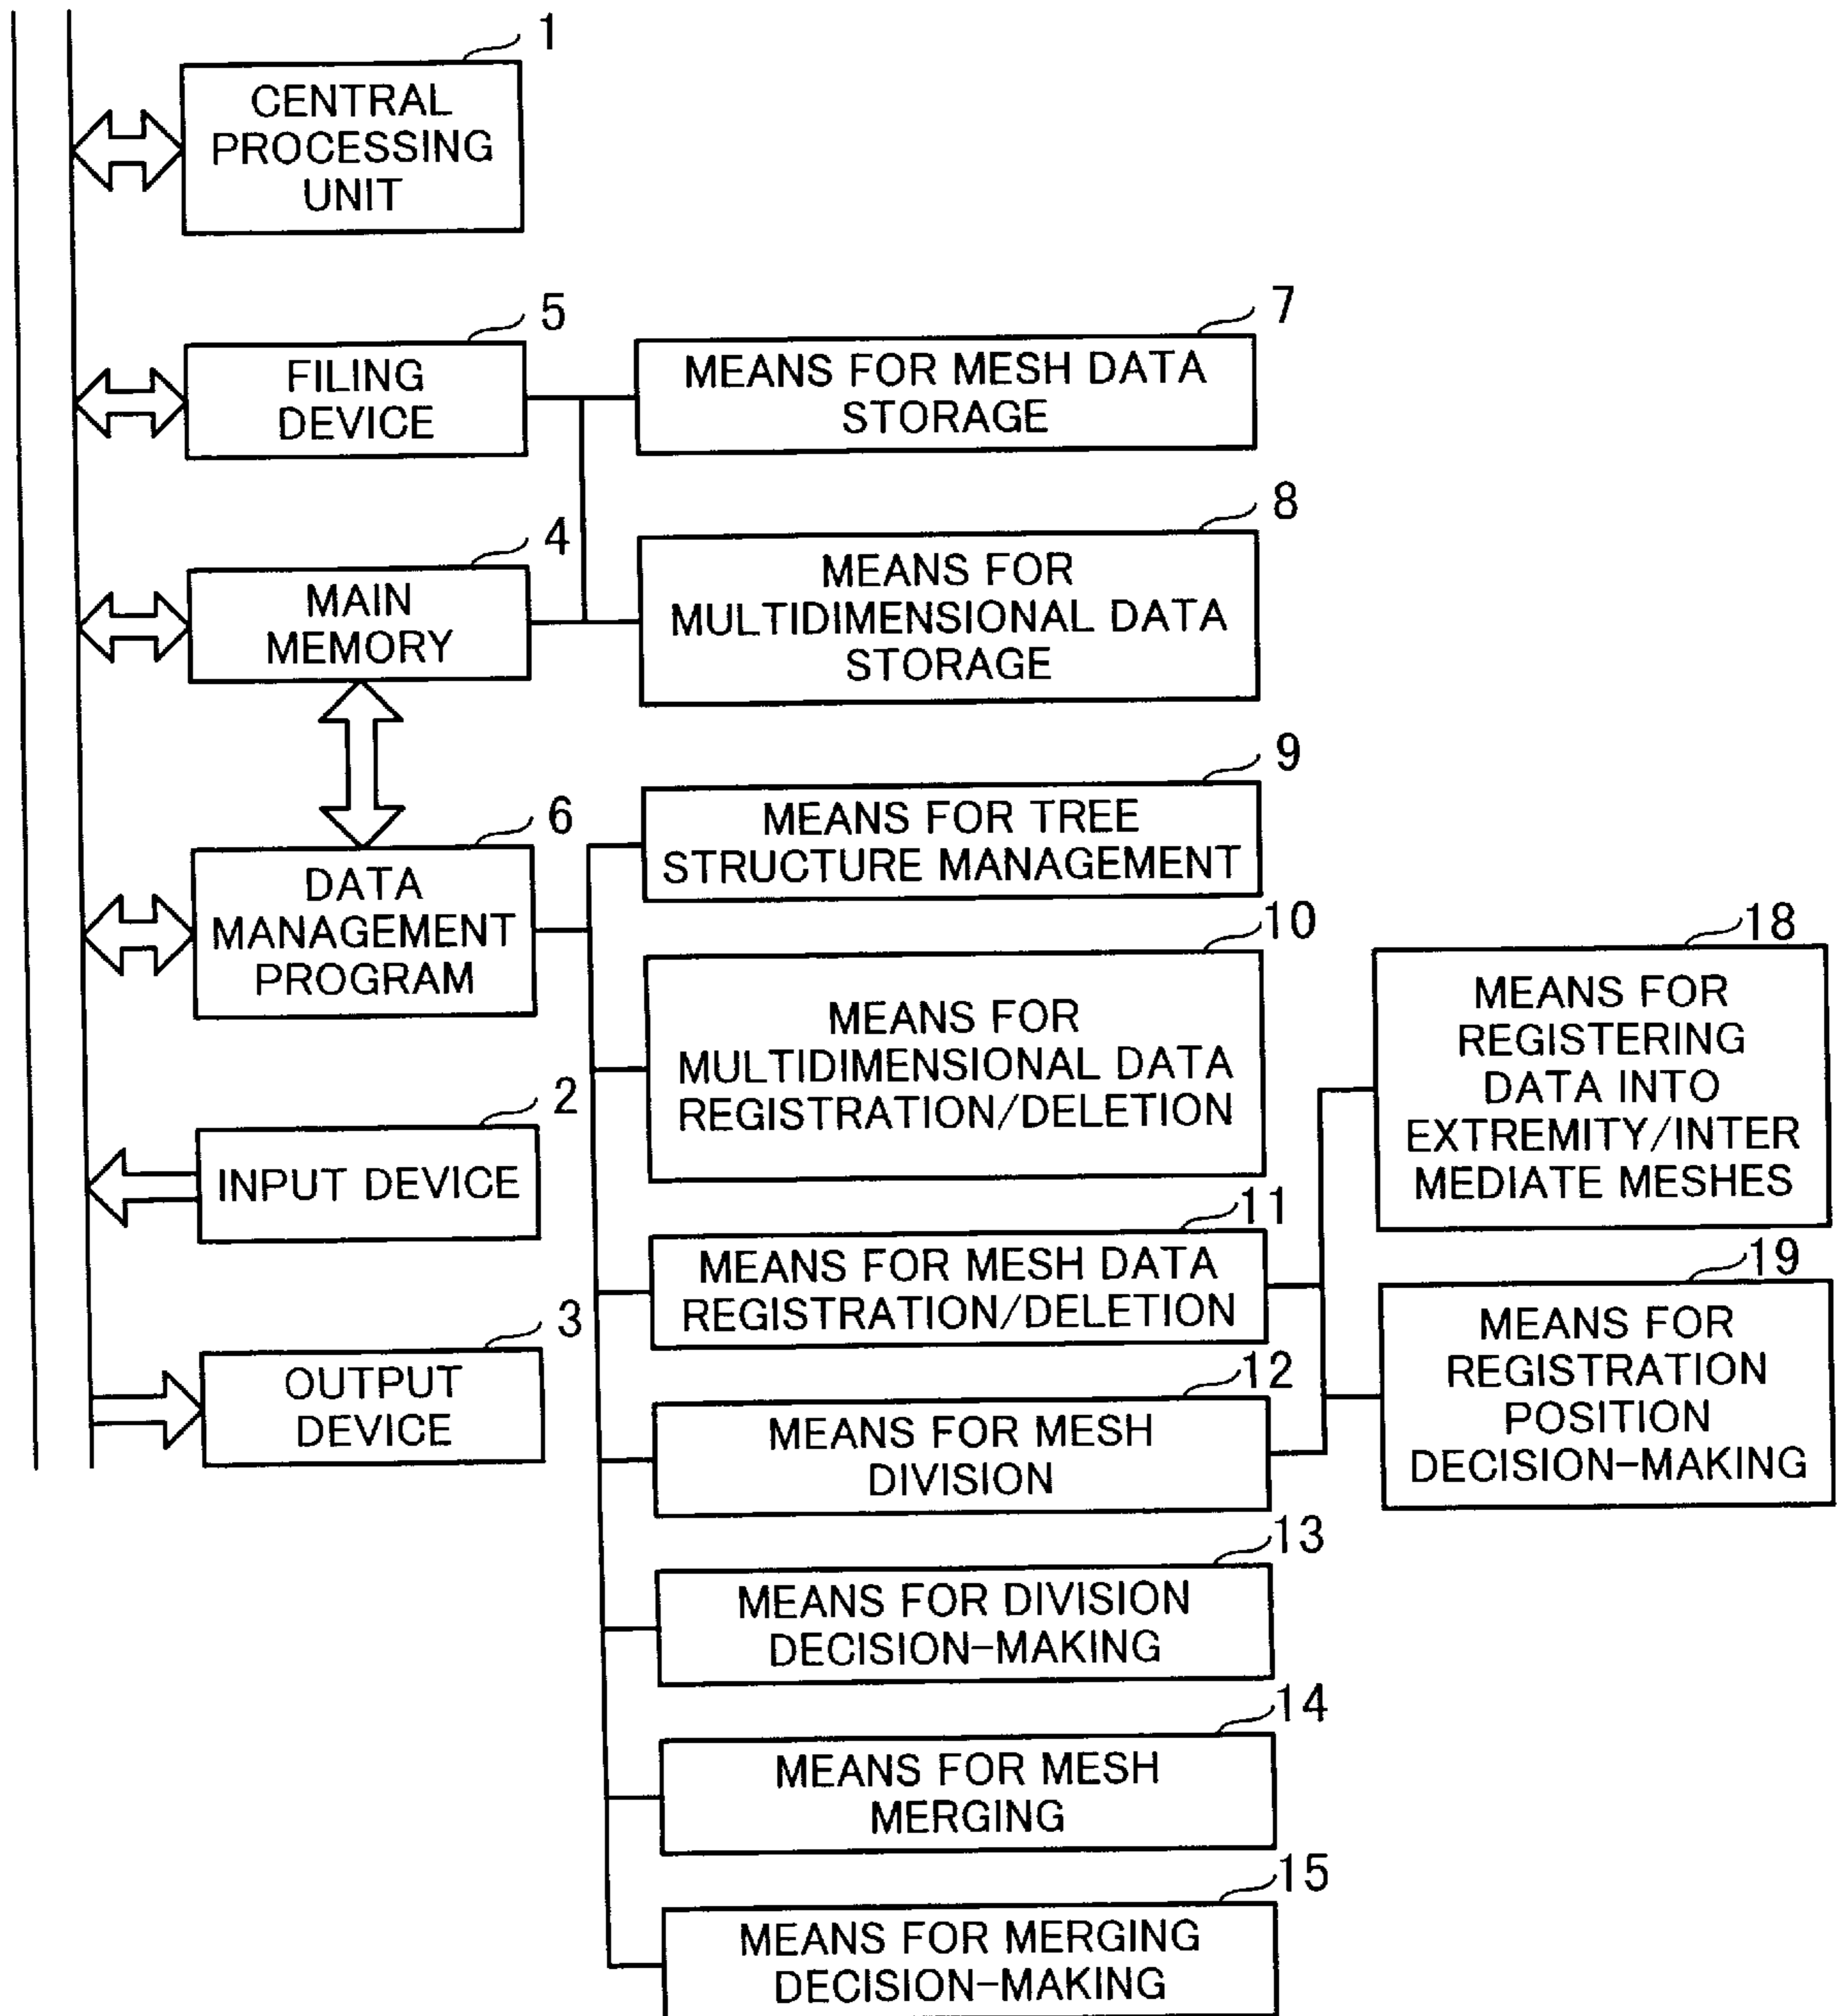 1
CENTRAL
PROCESSING
UNIT
5
FILING
DEVICE
7
MEANS FOR MESH DATA
STORAGE
4
MAIN
MEMORY
8
MEANS FOR
MULTIDIMENSIONAL DATA
STORAGE
6
DATA
MANAGEMENT
PROGRAM
9
MEANS FOR TREE
STRUCTURE MANAGEMENT
10
MEANS FOR
MULTIDIMENSIONAL DATA
REGISTRATION/DELETION
18
MEANS FOR
REGISTERING
DATA INTO
EXTREMITY/INTER
MEDIATE MESHES
2
INPUT DEVICE
11
MEANS FOR MESH DATA
REGISTRATION/DELETION
19
MEANS FOR
REGISTRATION
POSITION
DECISION-MAKING
3
OUTPUT
DEVICE
12
MEANS FOR MESH
DIVISION
13
MEANS FOR DIVISION
DECISION-MAKING
14
MEANS FOR MESH
MERGING
15
MEANS FOR MERGING
DECISION-MAKING